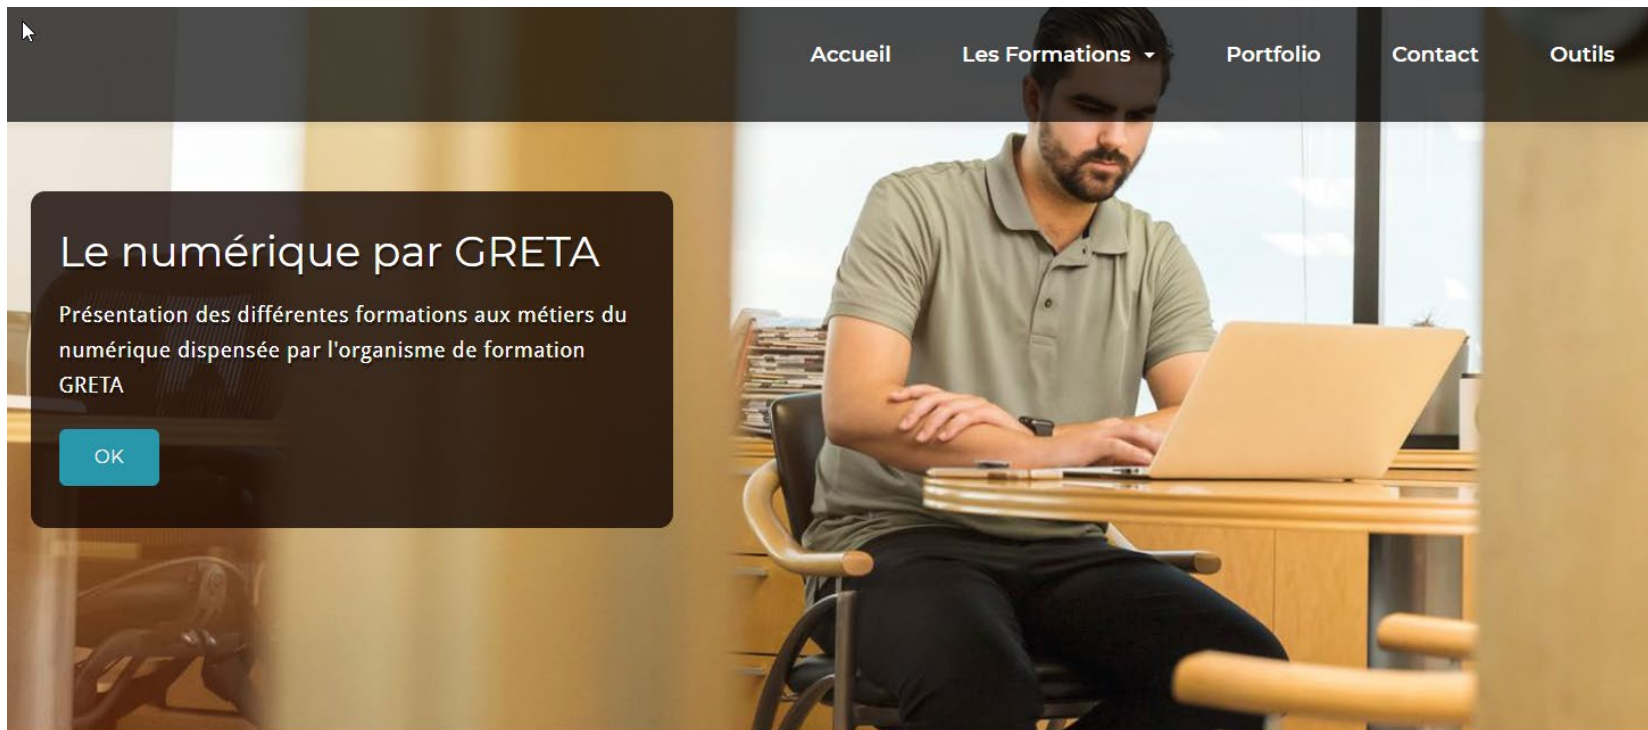 Accueil Les Formations Portfolio Contact Outils
Le numérique par GRETA
Présentation des différentes formations aux métiers du
numérique dispensée par l'organisme de formation
GRETA
OK